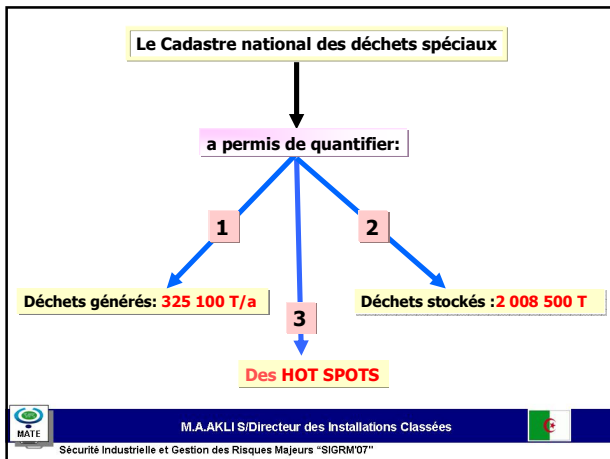 Le Cadastre national des déchets spéciaux
a permis de quantifier:
1
2
Déchets générés: 325 100 T/a
3
Déchets stockés :2 008 500 T
Des HOT SPOTS
MATE
M.A.AKLI S/Directeur des Installations Classées
Sécurité Industrielle et Gestion des Risques Majeurs "SIGRM'07"